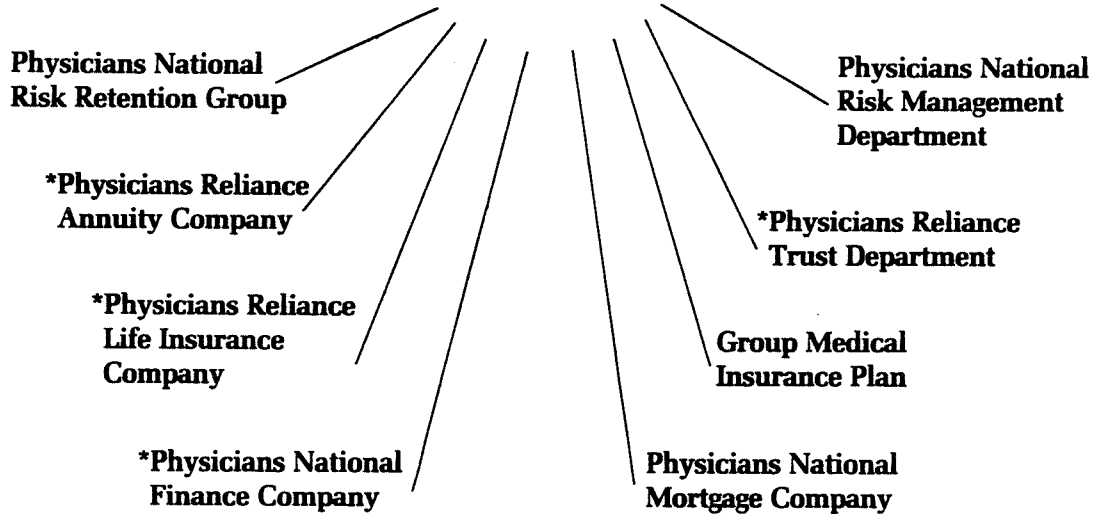 Physicians National
Risk Retention Group
*Physicians Reliance
Annuity Company
*Physicians Reliance
Life Insurance
Company
*Physicians National
Finance Company
Physicians National
Risk Management
Department
*Physicians Reliance
Trust Department
Group Medical
Insurance Plan
Physicians National
Mortgage Company